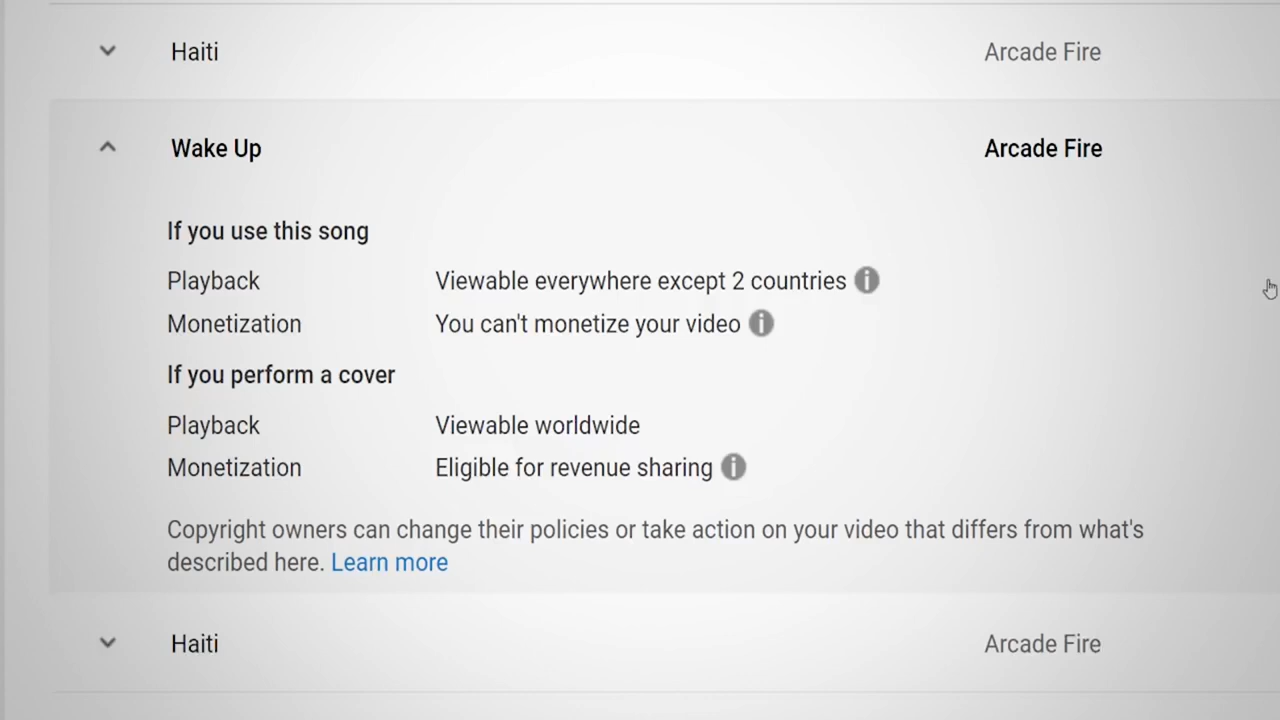 Haiti Arcade Fire
Wake Up Arcade Fire
If you use this song
Playback Viewable everywhere except 2 countries
Monetization You can't monetize your video
If you perform a cover
Playback Viewable worldwide
Monetization Eligible for revenue sharing
Copyright owners can change their policies or take action on your video that differs from what's
described here. Learn more
Haiti Arcade Fire